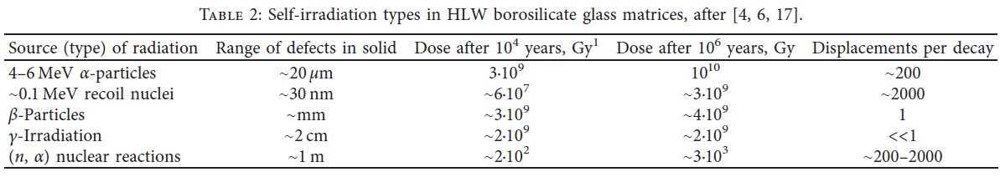 TABLE 2: Self-irradiation types in HLW borosilicate glass matrices, after [4, 6, 17].
Source (type) of radiation Range of defects in solid Dose after 10⁴ years, Gy¹ Dose after 10⁶ years, Gy Displacements per decay
4–6 MeV α-particles ~20 μm 3·10⁹ 10¹⁰ ~200
~0.1 MeV recoil nuclei ~30 nm ~6·10⁷ ~3·10⁹ ~2000
β-Particles ~mm ~3·10⁹ ~4·10⁹ 1
γ-Irradiation ~2 cm ~2·10⁹ ~2·10⁹ <<1
(n, α) nuclear reactions ~1 m ~2·10² ~3·10³ ~200–2000